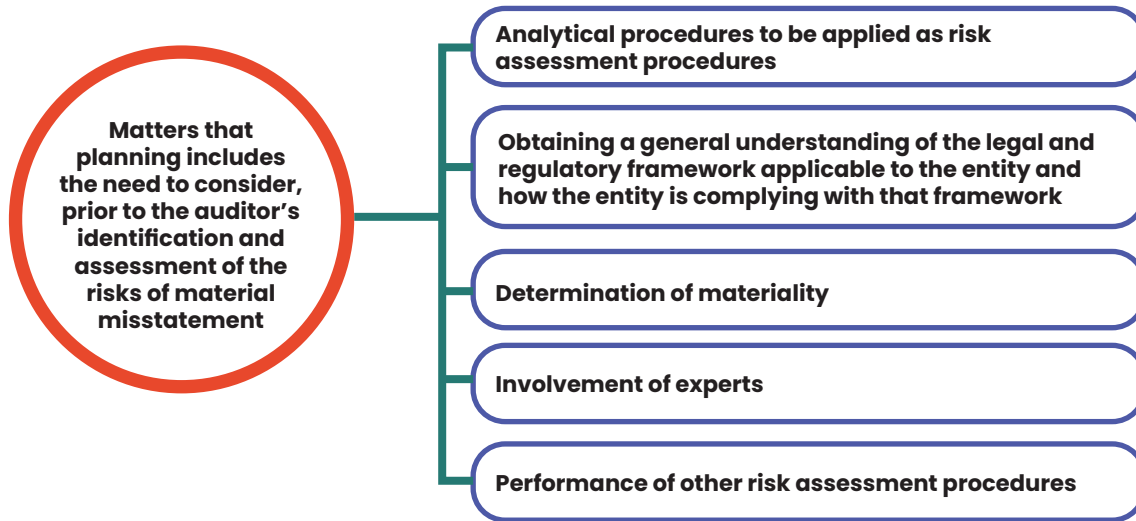 Matters that
planning includes
the need to consider,
prior to the auditor’s
identification and
assessment of the
risks of material
misstatement
Analytical procedures to be applied as risk
assessment procedures
Obtaining a general understanding of the legal and
regulatory framework applicable to the entity and
how the entity is complying with that framework
Determination of materiality
Involvement of experts
Performance of other risk assessment procedures